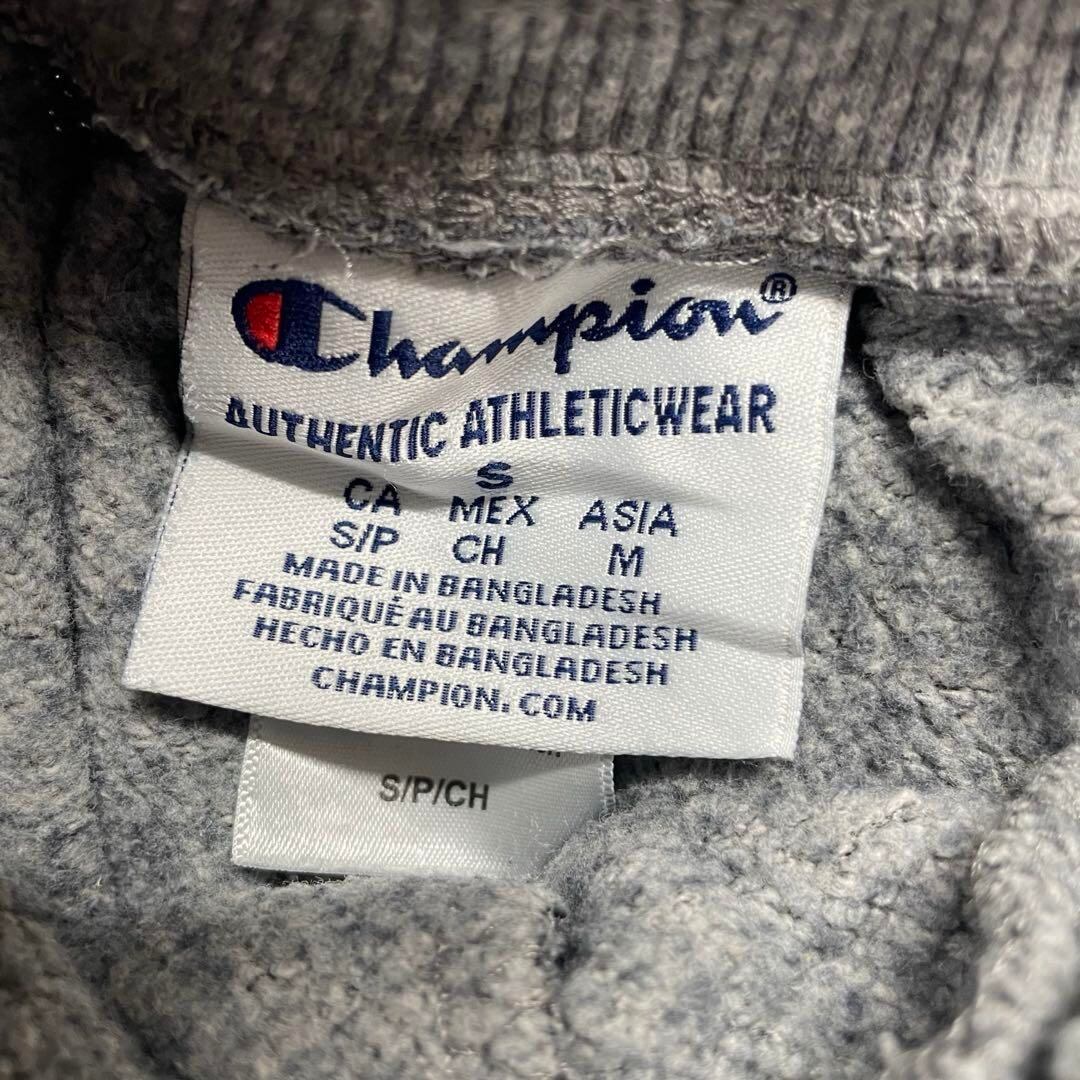 Champion®
AUTHENTIC ATHLETICWEAR
S
CA MEX ASIA
S/P CH M
MADE IN BANGLADESH
FABRIQUÉ AU BANGLADESH
HECHO EN BANGLADESH
CHAMPION.COM
S/P/CH